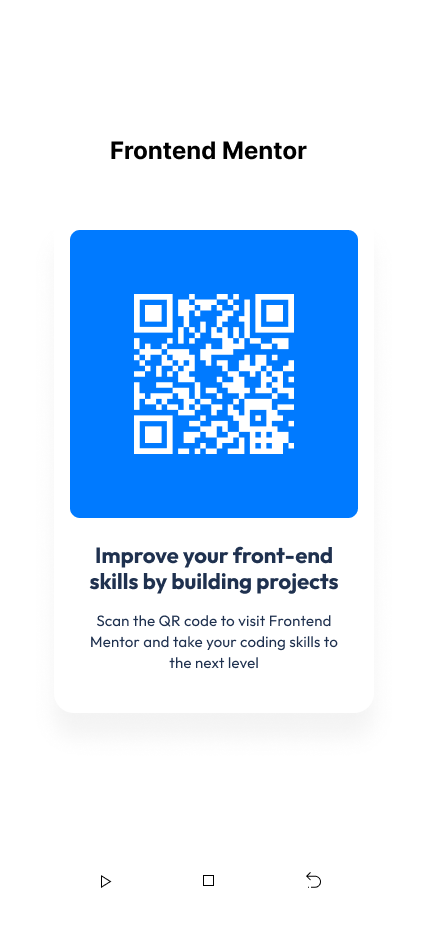 Frontend Mentor
Improve your front-end
skills by building projects
Scan the QR code to visit Frontend
Mentor and take your coding skills to
the next level